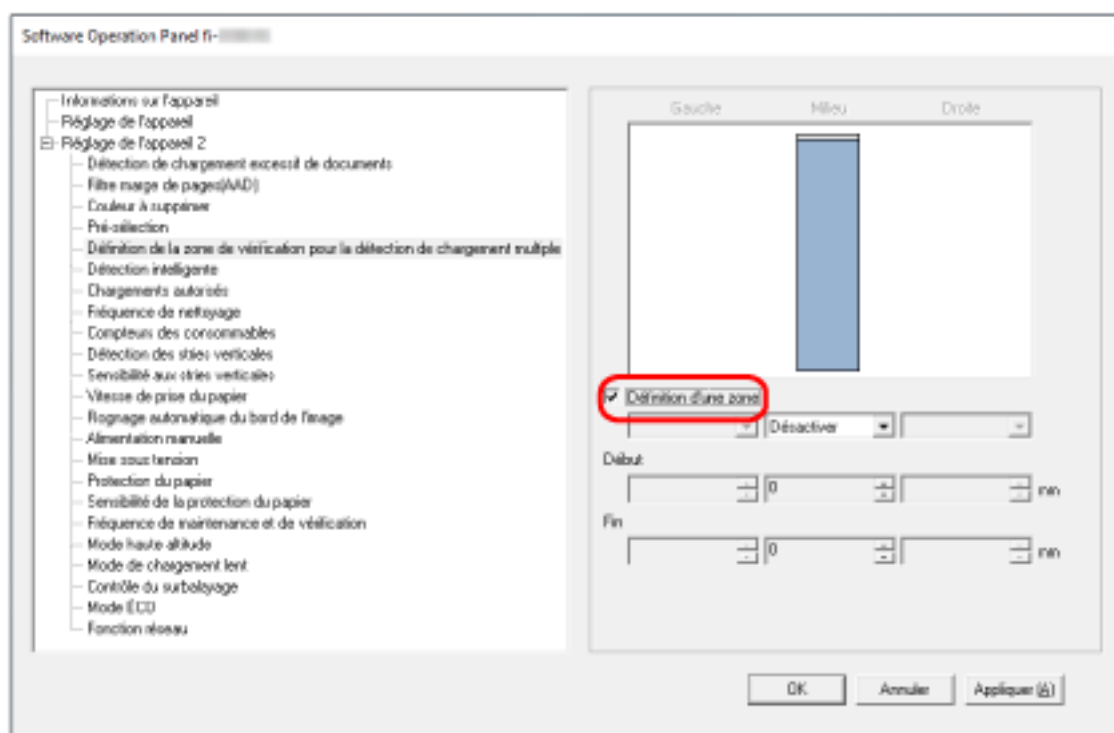 Software Operation Panel fi-
Informations sur l'appareil
Réglage de l'appareil
Réglage de l'appareil 2
Détection de chargement excessif de documents
Filtre marge de pages(AAD)
Couleur à supprimer
Pré-sélection
Définition de la zone de vérification pour la détection de chargement multiple
Détection intelligente
Chargements autorisés
Fréquence de nettoyage
Compteurs des consommables
Détection des stries verticales
Sensibilité aux stries verticales
Vitesse de prise du papier
Rognage automatique du bord de l'image
Alimentation manuelle
Mise sous tension
Protection du papier
Sensibilité de la protection du papier
Fréquence de maintenance et de vérification
Mode haute altitude
Mode de chargement lent
Contrôle du surbalayage
Mode ÉCO
Fonction réseau
Gauche Milieu Droite
Définition d'une zone
Désactiver
Début
0 mm
Fin
0 mm
OK Annuler Appliquer (A)